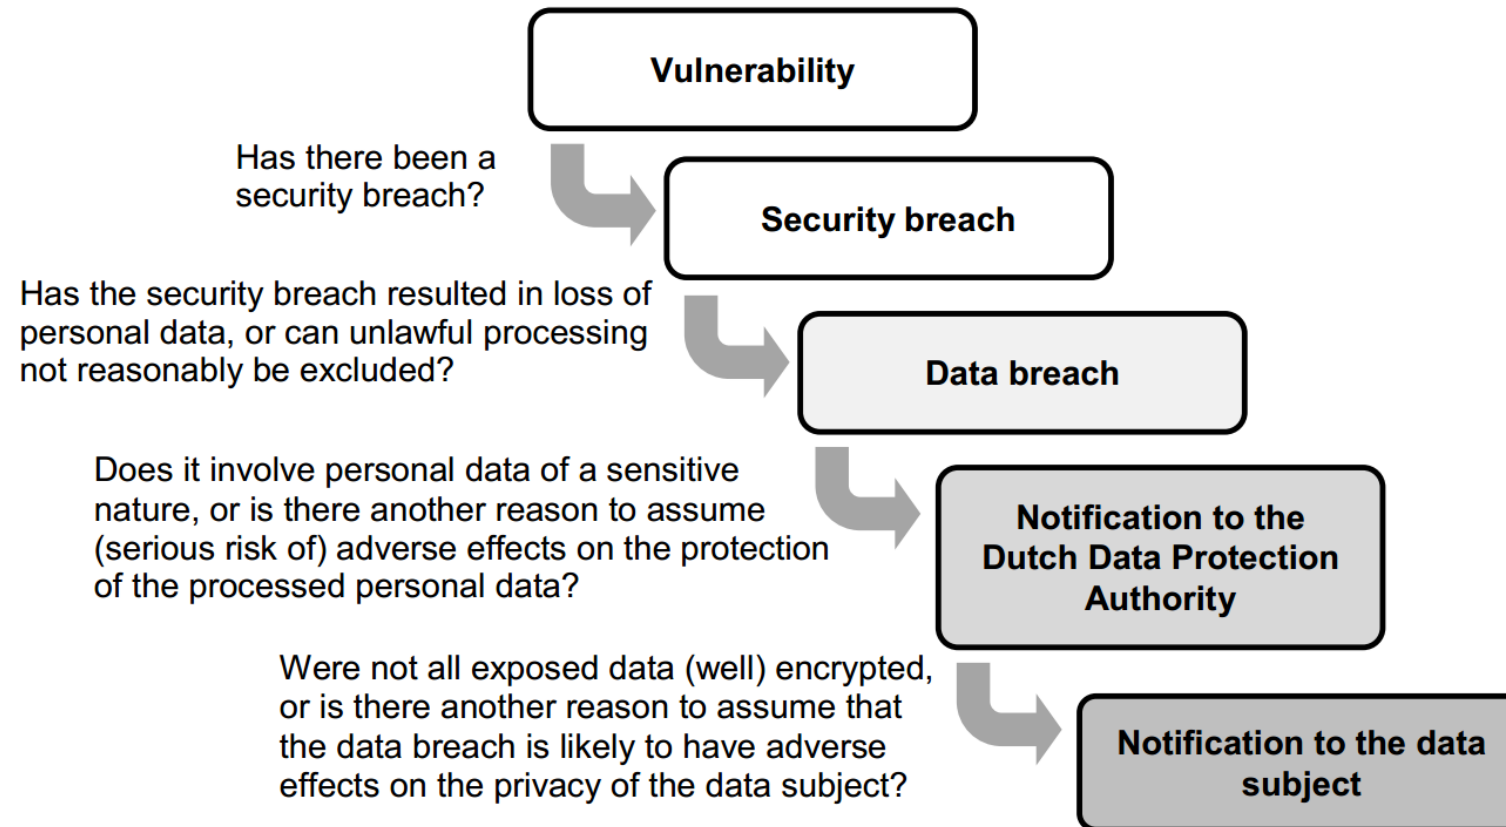 Vulnerability
Has there been a
security breach?
Security breach
Has the security breach resulted in loss of
personal data, or can unlawful processing
not reasonably be excluded?
Data breach
Does it involve personal data of a sensitive
nature, or is there another reason to assume
(serious risk of) adverse effects on the protection
of the processed personal data?
Notification to the
Dutch Data Protection
Authority
Were not all exposed data (well) encrypted,
or is there another reason to assume that
the data breach is likely to have adverse
effects on the privacy of the data subject?
Notification to the data
subject